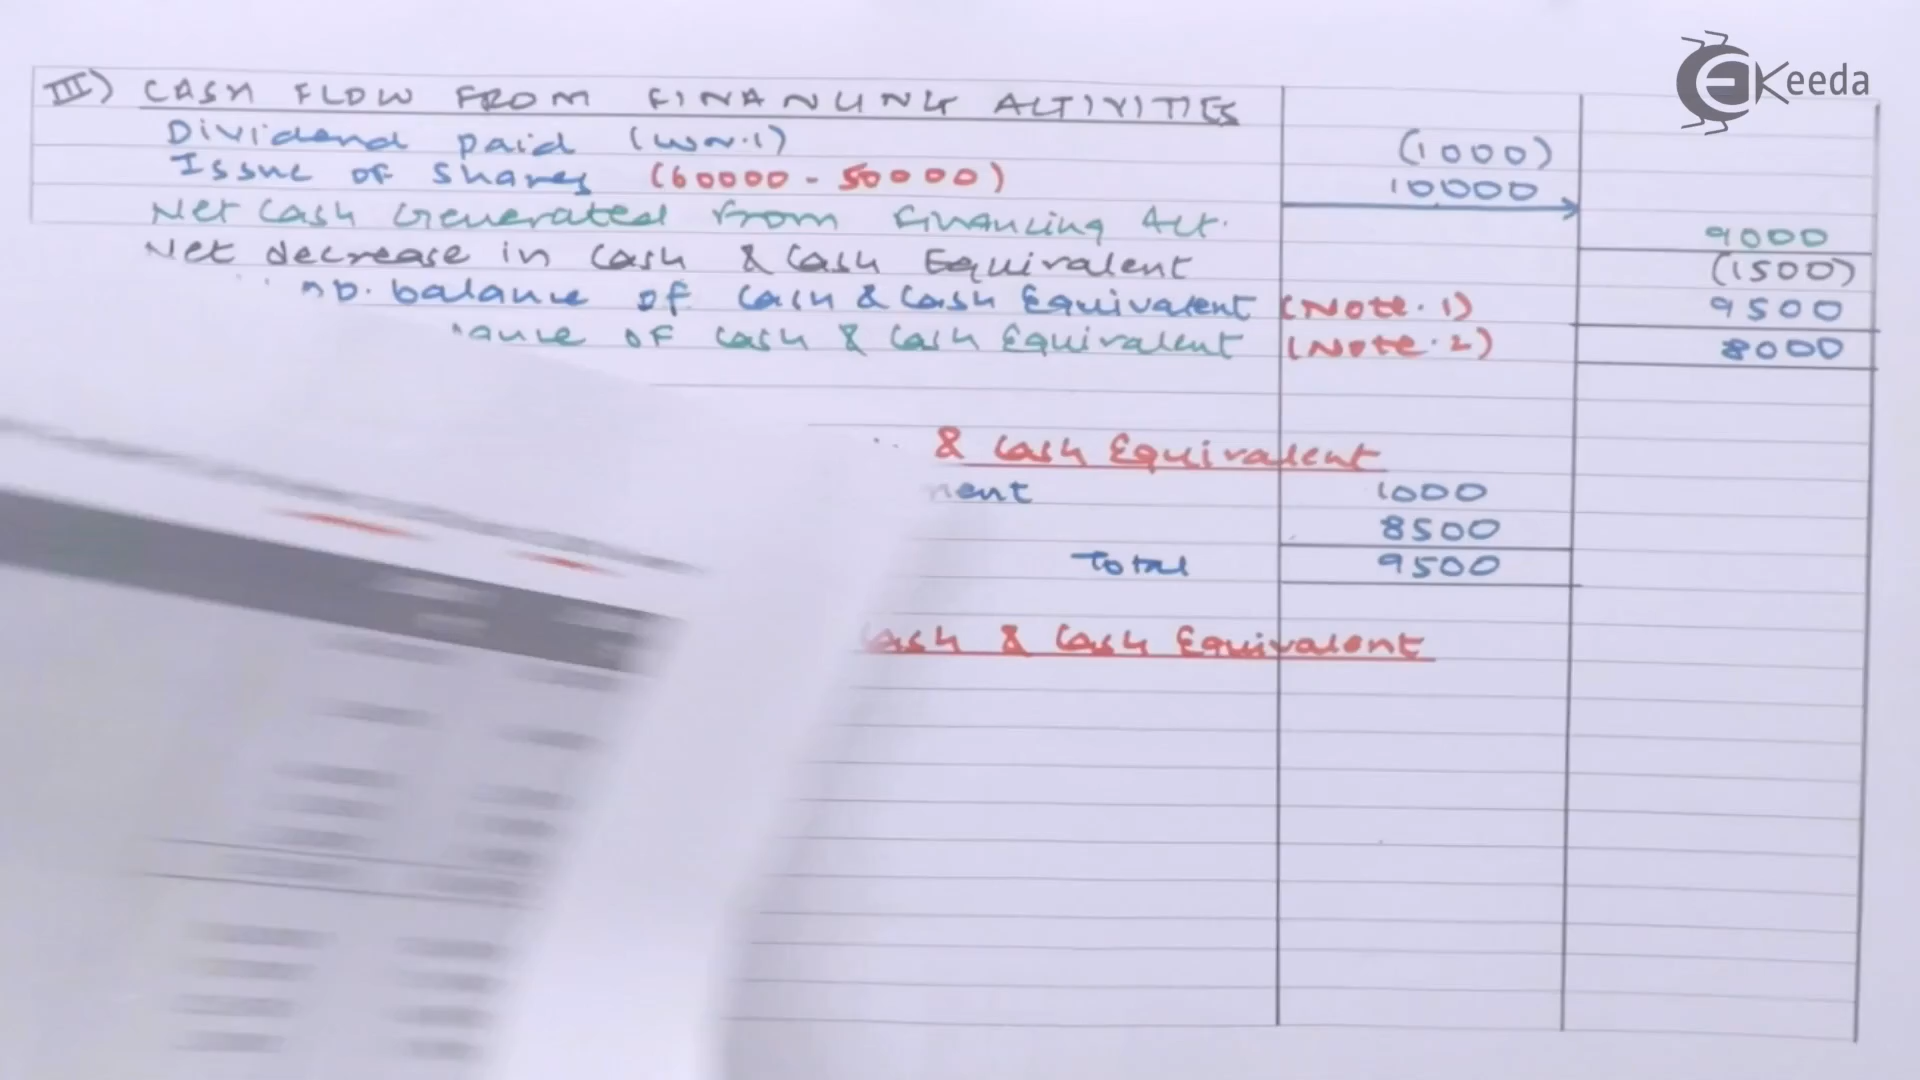 Keeda
III) CASH FLOW FROM FINANCING ACTIVITIES
Dividend paid (WN.1) (1000)
Issue of shares (60000 - 50000) 10000
Net Cash Generated from Financing Act. 9000
Net decrease in Cash & Cash Equivalent (1500)
balance of Cash & Cash Equivalent (Note.1) 9500
of Cash & Cash Equivalent (Note.2) 8000
& Cash Equivalent
1000
8500
Total 9500
Cash & Cash Equivalent